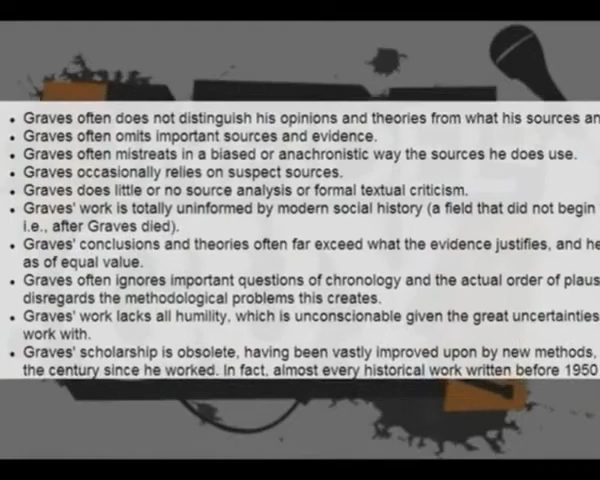 • Graves often does not distinguish his opinions and theories from what his sources an
• Graves often omits important sources and evidence.
• Graves often mistreats in a biased or anachronistic way the sources he does use.
• Graves occasionally relies on suspect sources.
• Graves does little or no source analysis or formal textual criticism.
• Graves' work is totally uninformed by modern social history (a field that did not begin
i.e., after Graves died).
• Graves' conclusions and theories often far exceed what the evidence justifies, and he
as of equal value.
• Graves often ignores important questions of chronology and the actual order of plaus
disregards the methodological problems this creates.
• Graves' work lacks all humility, which is unconscionable given the great uncertainties
work with.
• Graves' scholarship is obsolete, having been vastly improved upon by new methods,
the century since he worked. In fact, almost every historical work written before 1950